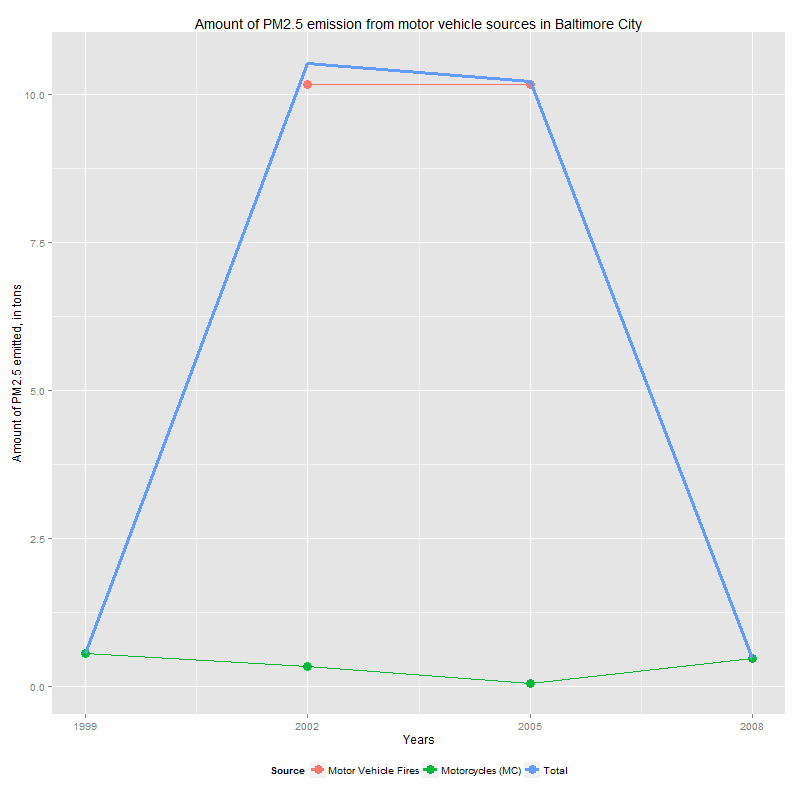 Amount of PM2.5 emission from motor vehicle sources in Baltimore City
Amount of PM2.5 emitted, in tons
10.0
7.5
5.0
2.5
0.0
1999 2002 2005 2008
Years
Source Motor Vehicle Fires Motorcycles (MC) Total